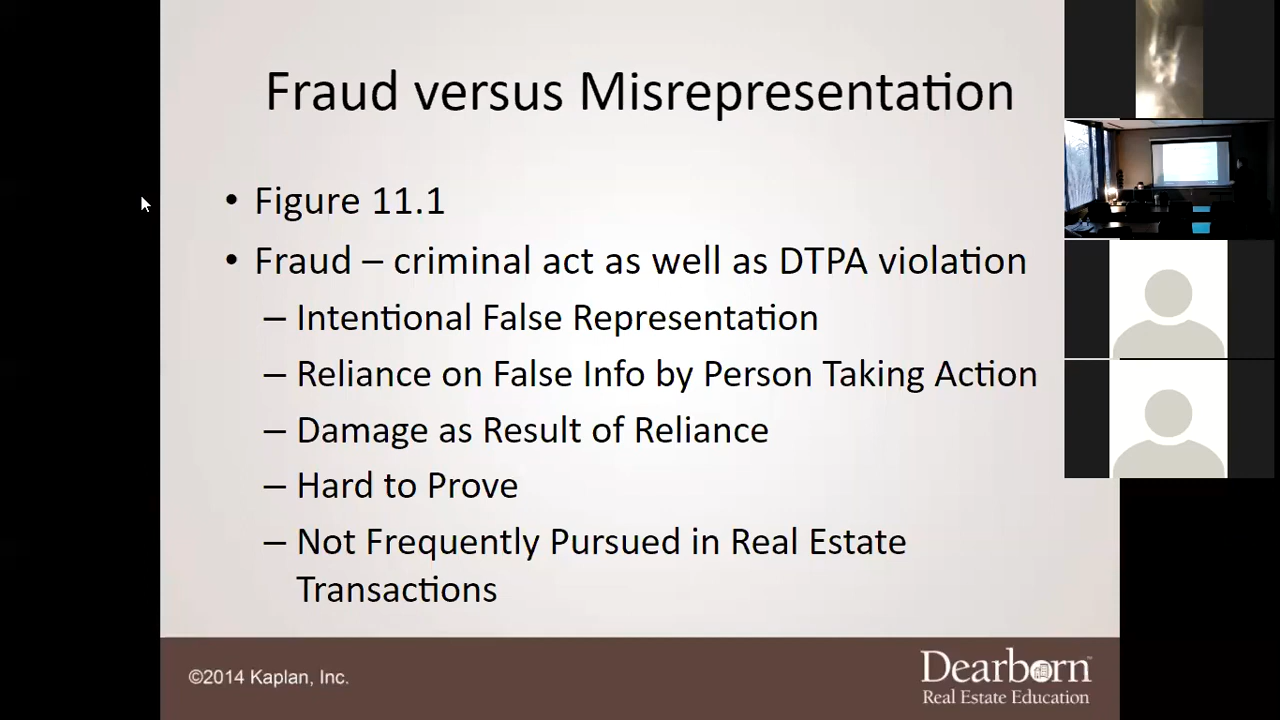 Fraud versus Misrepresentation
• Figure 11.1
• Fraud – criminal act as well as DTPA violation
– Intentional False Representation
– Reliance on False Info by Person Taking Action
– Damage as Result of Reliance
– Hard to Prove
– Not Frequently Pursued in Real Estate
Transactions
©2014 Kaplan, Inc.
Dearborn™
Real Estate Education